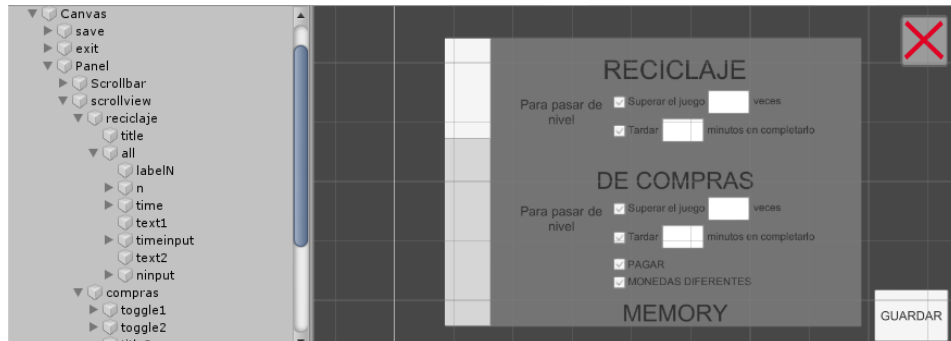 Canvas
save
exit
Panel
Scrollbar
scrollview
reciclaje
title
all
labelN
n
time
text1
timeinput
text2
ninput
compras
toggle1
toggle2
RECICLAJE
Para pasar de
nivel
Superar el juego veces
Tardar minutos en completarlo
DE COMPRAS
Para pasar de
nivel
Superar el juego veces
Tardar minutos en completarlo
PAGAR
MONEDAS DIFERENTES
MEMORY
GUARDAR